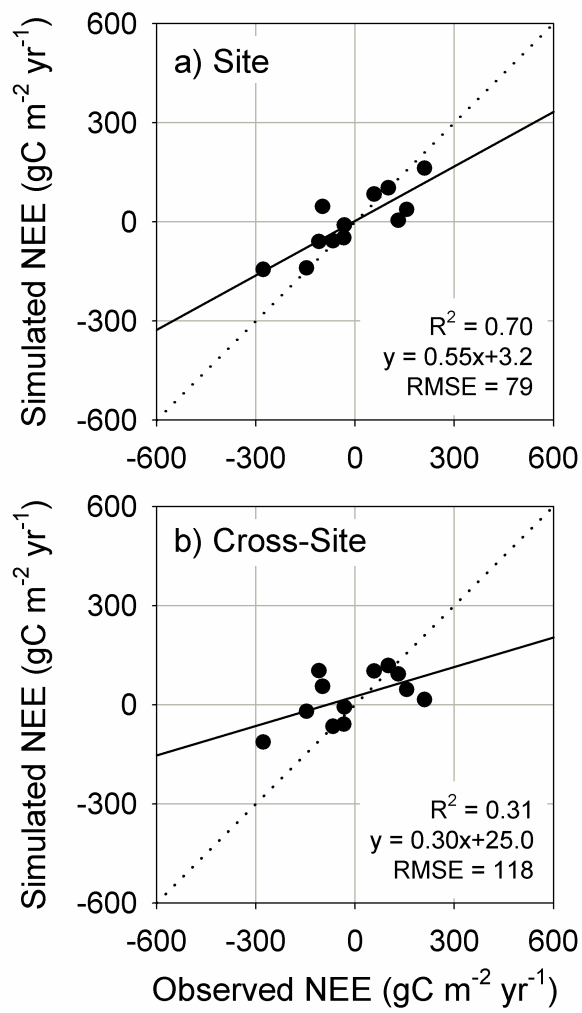 600
300
0
-300
-600
Simulated NEE (gC m-2 yr-1)
a) Site
R2 = 0.70
y = 0.55x+3.2
RMSE = 79
-600 -300 0 300 600
600
300
0
-300
-600
Simulated NEE (gC m-2 yr-1)
b) Cross-Site
R2 = 0.31
y = 0.30x+25.0
RMSE = 118
-600 -300 0 300 600
Observed NEE (gC m-2 yr-1)